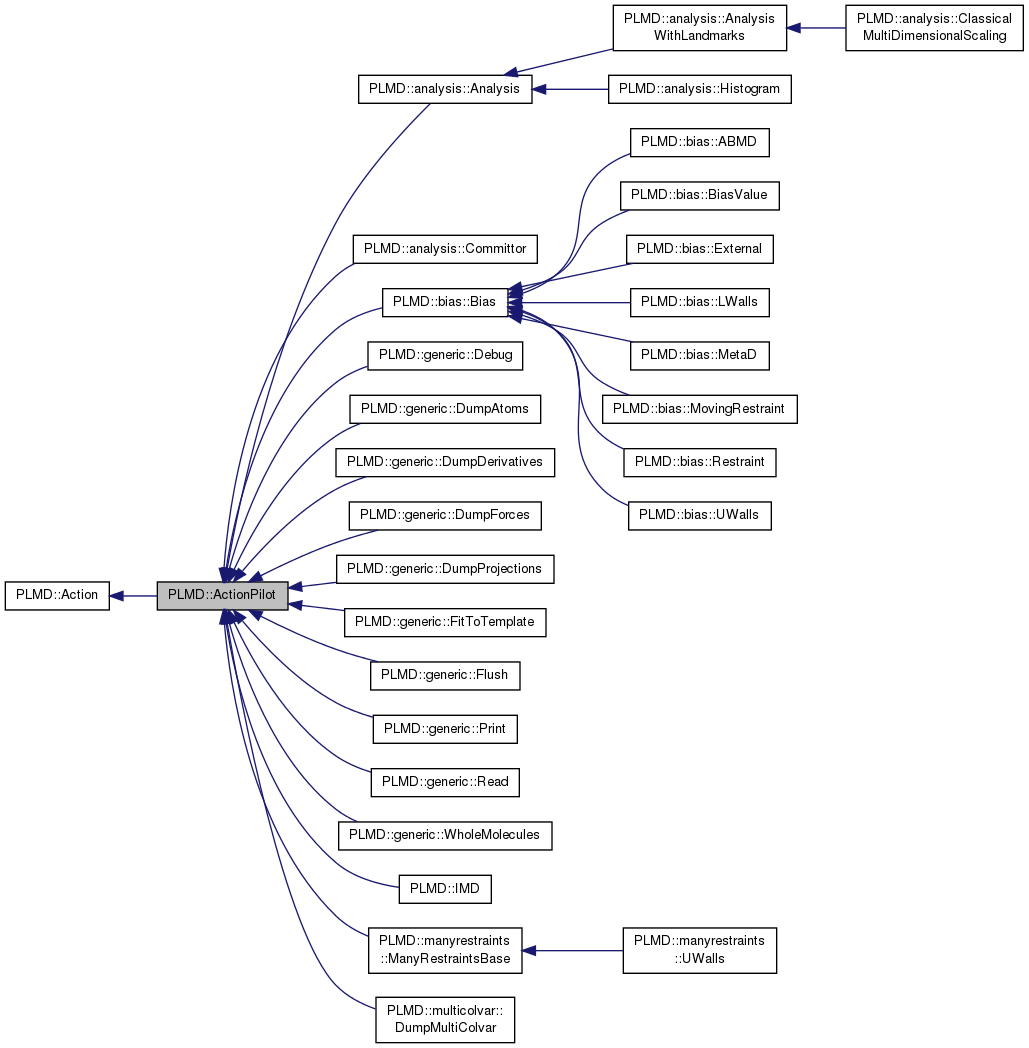 PLMD::analysis::Analysis
WithLandmarks
PLMD::analysis::Classical
MultiDimensionalScaling
PLMD::analysis::Analysis
PLMD::analysis::Histogram
PLMD::bias::ABMD
PLMD::bias::BiasValue
PLMD::analysis::Committor
PLMD::bias::External
PLMD::bias::Bias
PLMD::bias::LWalls
PLMD::generic::Debug
PLMD::bias::MetaD
PLMD::generic::DumpAtoms
PLMD::bias::MovingRestraint
PLMD::generic::DumpDerivatives
PLMD::bias::Restraint
PLMD::generic::DumpForces
PLMD::bias::UWalls
PLMD::generic::DumpProjections
PLMD::Action
PLMD::ActionPilot
PLMD::generic::FitToTemplate
PLMD::generic::Flush
PLMD::generic::Print
PLMD::generic::Read
PLMD::generic::WholeMolecules
PLMD::IMD
PLMD::manyrestraints
::ManyRestraintsBase
PLMD::manyrestraints
::UWalls
PLMD::multicolvar::
DumpMultiColvar